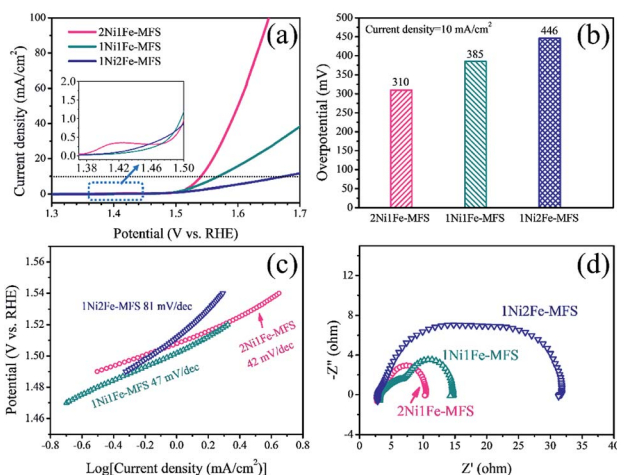 (a)
2Ni1Fe-MFS
1Ni1Fe-MFS
1Ni2Fe-MFS
Current density (mA/cm²)
100
80
60
40
20
0
2.0
1.5
1.0
0.5
0.0
1.38 1.42 1.46 1.50
1.3 1.4 1.5 1.6 1.7
Potential (V vs. RHE)
(b)
Current density=10 mA/cm²
Overpotential (mV)
500
450
400
350
300
250
200
150
100
50
0
310
385
446
2Ni1Fe-MFS 1Ni1Fe-MFS 1Ni2Fe-MFS
(c)
Potential (V vs. RHE)
1.56
1.54
1.52
1.50
1.48
1.46
1Ni2Fe-MFS 81 mV/dec
2Ni1Fe-MFS
42 mV/dec
1Ni1Fe-MFS 47 mV/dec
-0.8 -0.6 -0.4 -0.2 0.0 0.2 0.4 0.6 0.8
Log[Current density (mA/cm²)]
(d)
-Z'' (ohm)
12
8
4
0
-4
1Ni2Fe-MFS
1Ni1Fe-MFS
2Ni1Fe-MFS
0 5 10 15 20 25 30 35
Z' (ohm)